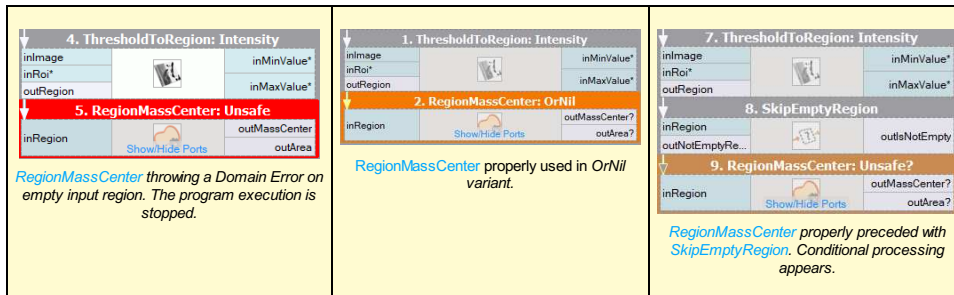 4. ThresholdToRegion: Intensity
inImage
inRoi*
outRegion
inMinValue*
inMaxValue*
5. RegionMassCenter: Unsafe
inRegion
Show/Hide Ports
outMassCenter
outArea
RegionMassCenter throwing a Domain Error on
empty input region. The program execution is
stopped.
1. ThresholdToRegion: Intensity
inImage
inRoi*
outRegion
inMinValue*
inMaxValue*
2. RegionMassCenter: OrNil
inRegion
Show/Hide Ports
outMassCenter?
outArea?
RegionMassCenter properly used in OrNil
variant.
7. ThresholdToRegion: Intensity
inImage
inRoi*
outRegion
inMinValue*
inMaxValue*
8. SkipEmptyRegion
inRegion
outNotEmptyRe...
outIsNotEmpty
9. RegionMassCenter: Unsafe?
inRegion
Show/Hide Ports
outMassCenter?
outArea?
RegionMassCenter properly preceded with
SkipEmptyRegion. Conditional processing
appears.